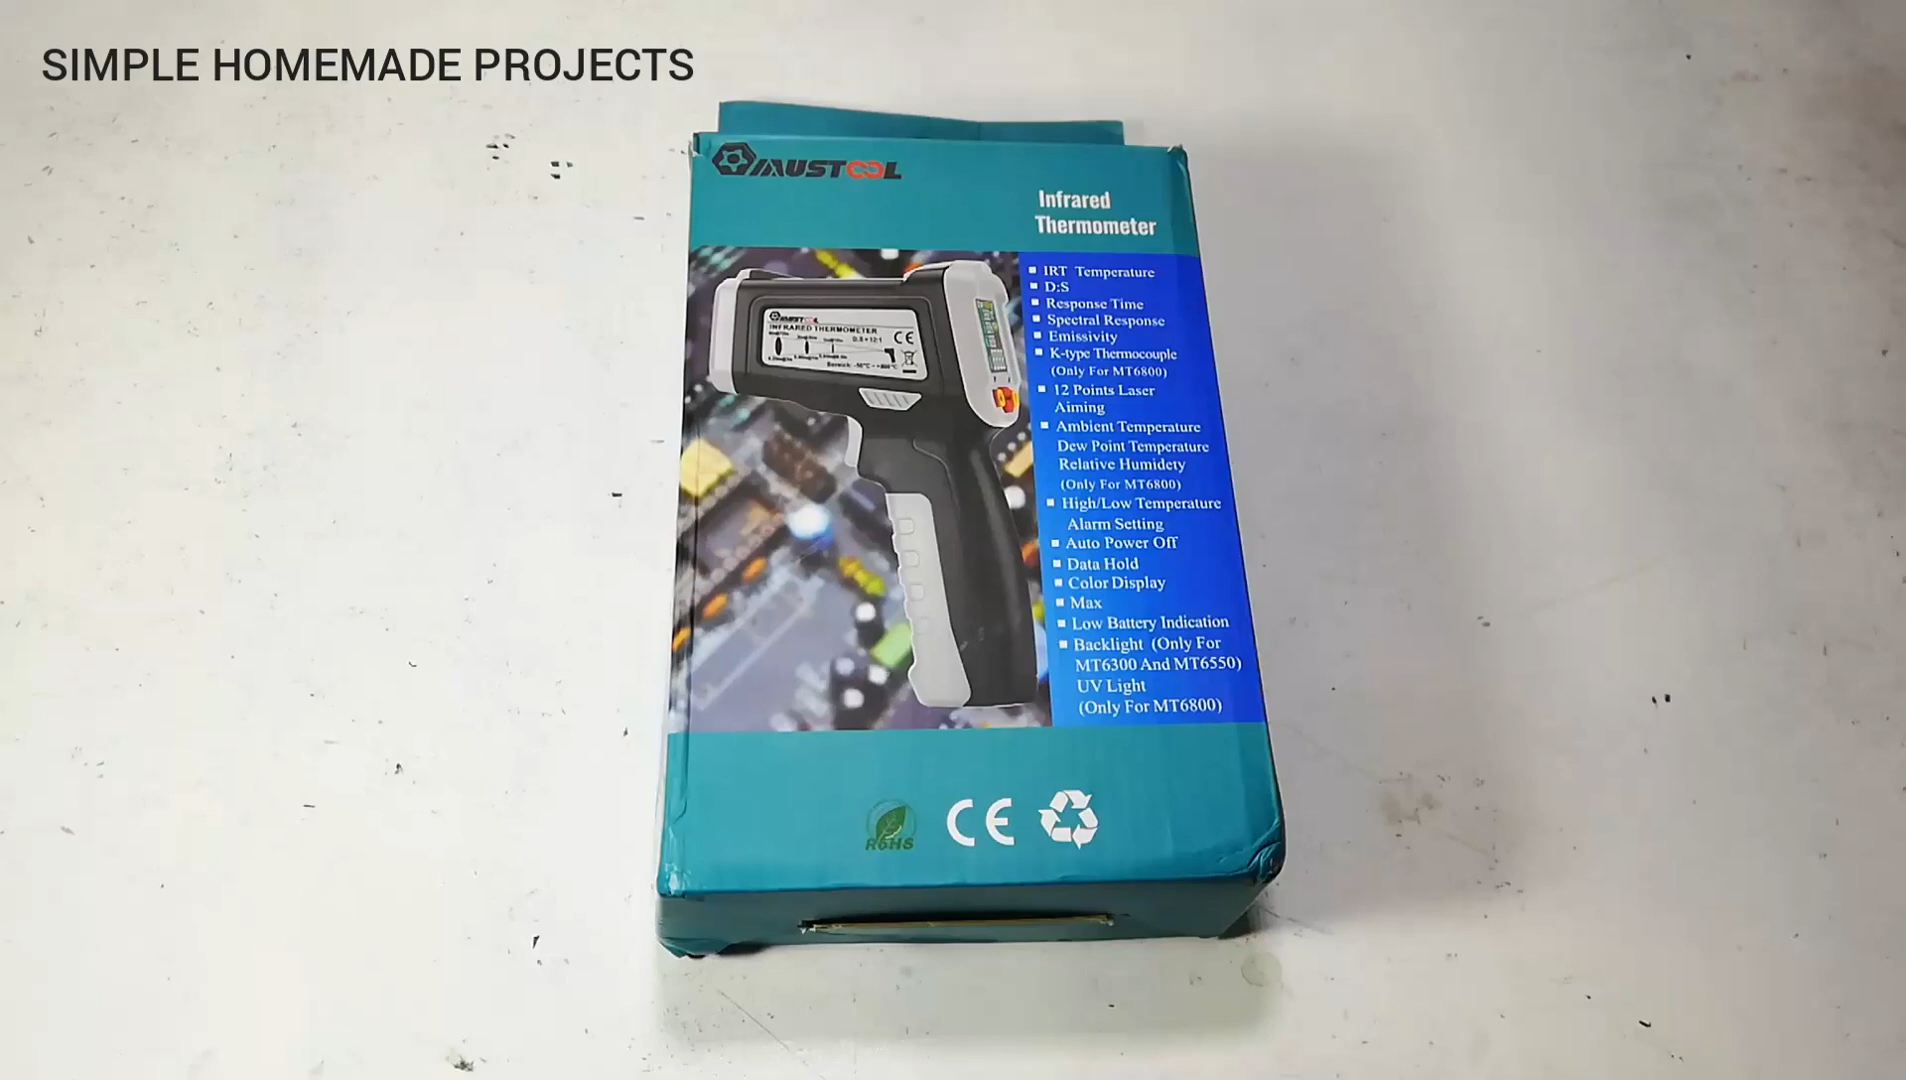 SIMPLE HOMEMADE PROJECTS
MUSTOOL
Infrared
Thermometer
IRT Temperature
D:S
Response Time
Spectral Response
Emissivity
K-type Thermocouple
(Only For MT6800)
12 Points Laser
Aiming
Ambient Temperature
Dew Point Temperature
Relative Humidety
(Only For MT6800)
High/Low Temperature
Alarm Setting
Auto Power Off
Data Hold
Color Display
Max
Low Battery Indication
Backlight (Only For
MT6300 And MT6550)
UV Light
(Only For MT6800)
MUSTOOL
INFRARED THERMOMETER
D:S = 12:1
CE
RoHS
CE